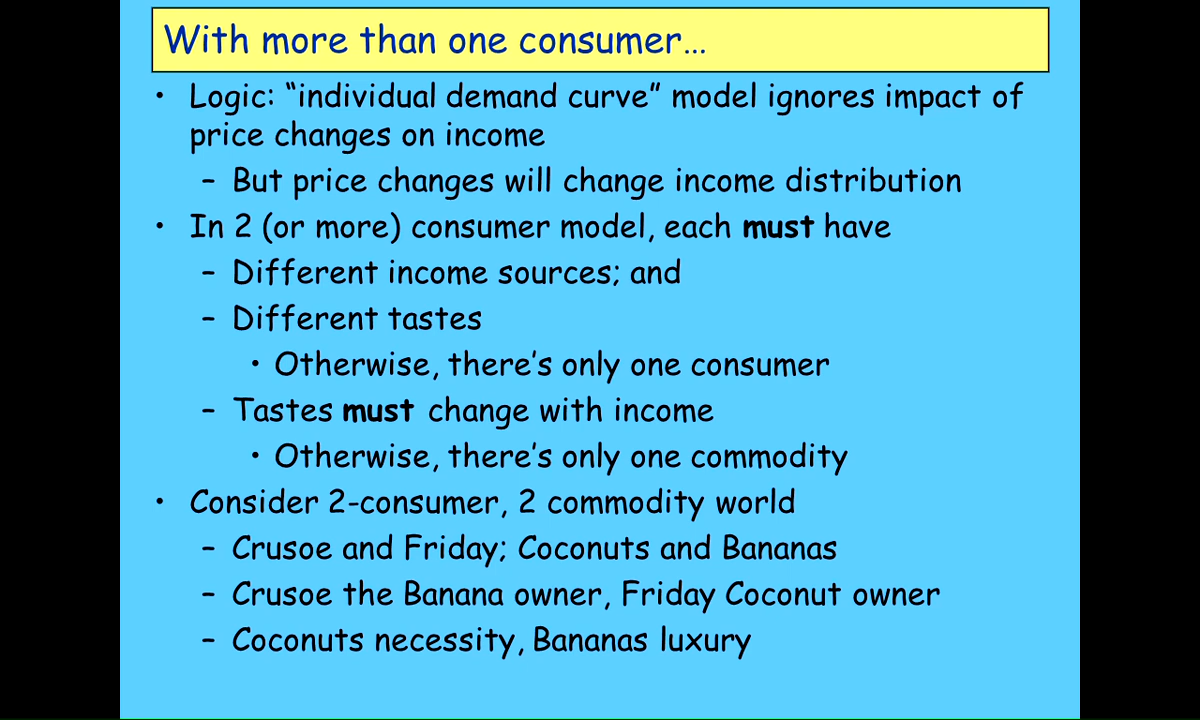 With more than one consumer…
• Logic: “individual demand curve” model ignores impact of
price changes on income
– But price changes will change income distribution
• In 2 (or more) consumer model, each must have
– Different income sources; and
– Different tastes
• Otherwise, there’s only one consumer
– Tastes must change with income
• Otherwise, there’s only one commodity
• Consider 2-consumer, 2 commodity world
– Crusoe and Friday; Coconuts and Bananas
– Crusoe the Banana owner, Friday Coconut owner
– Coconuts necessity, Bananas luxury